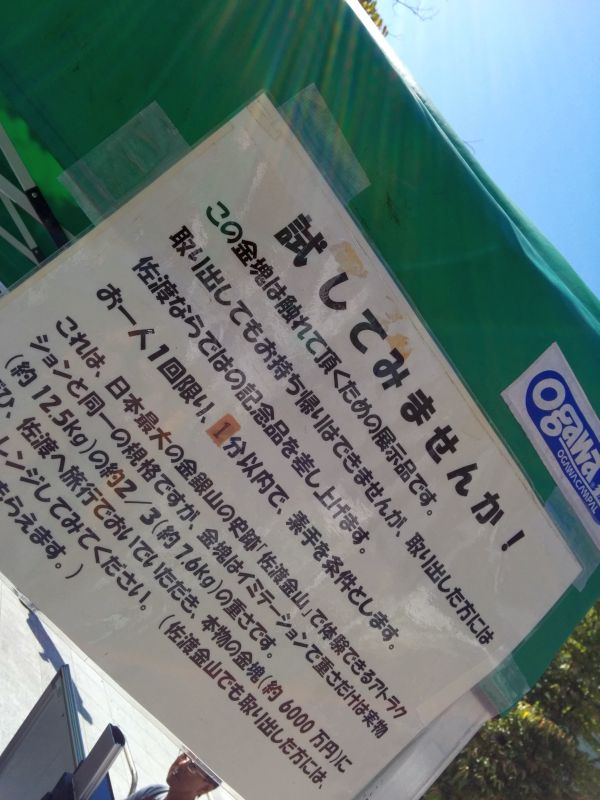 試してみませんか！
この金塊は触れて頂くための展示品です。
取り出してもお持ち帰りはできませんが、取り出した方には
佐渡ならではの記念品を差し上げます。
お一人1回限り、1分以内で、素手を条件とします。
これは、日本最大の金銀山の史跡「佐渡金山」で体験できるアトラク
ションと同一の規格ですが、金塊はイミテーションで重さだけは実物
(約12.5kg)の約2/3(約7.6kg)の重さです。
ひ、佐渡へ旅行でおいでいただき、本物の金塊(約6000万円)に
レンジしてみてください。(佐渡金山でも取り出した方には、
もらえます。)
Ogawa
OGAWA CAMPAL